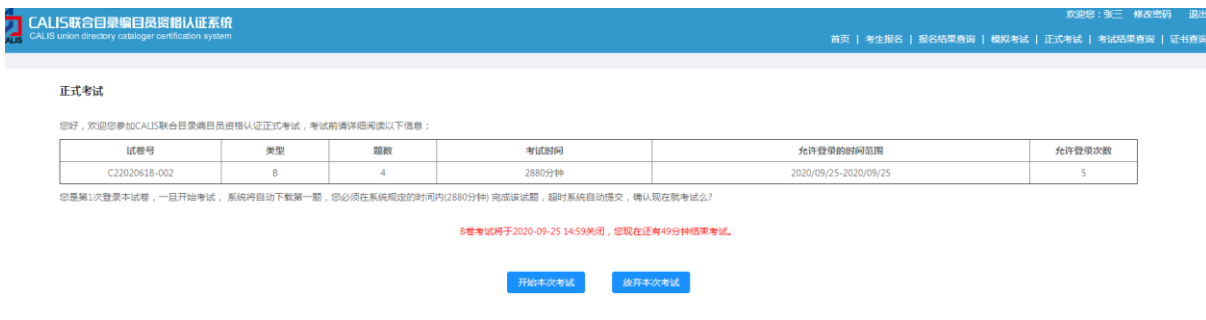 欢迎您：张三 修改密码 退出
CALIS联合目录编目员资格认证系统
CALIS union directory cataloger certification system
首页 | 考生报名 | 报名结果查询 | 模拟考试 | 正式考试 | 考试结果查询 | 证书查询
正式考试
您好，欢迎您参加CALIS联合目录编目员资格认证正式考试，考试前请详细阅读以下信息：
试卷号 类型 题数 考试时间 允许登录的时间范围 允许登录次数
C2202061B-002 B 4 2880分钟 2020/09/25-2020/09/25 5
您是第1次登录本试卷，一旦开始考试， 系统将自动下载第一题，您必须在系统规定的时间内(2880分钟) 完成该试题，超时系统自动提交，确认现在就考试么?
B卷考试将于2020-09-25 14:59关闭，您现在还有49分钟结束考试。
开始本次考试 放弃本次考试